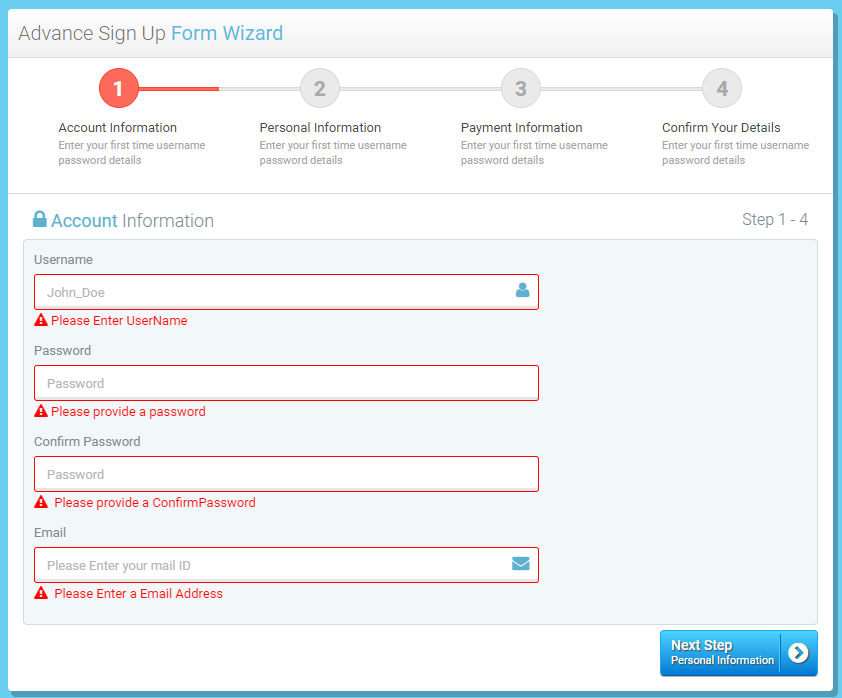 Advance Sign Up Form Wizard
1
2
3
4
Account Information
Enter your first time username
password details
Personal Information
Enter your first time username
password details
Payment Information
Enter your first time username
password details
Confirm Your Details
Enter your first time username
password details
Account Information
Step 1 - 4
Username
John_Doe
Please Enter UserName
Password
Password
Please provide a password
Confirm Password
Password
Please provide a ConfirmPassword
Email
Please Enter your mail ID
Please Enter a Email Address
Next Step
Personal Information